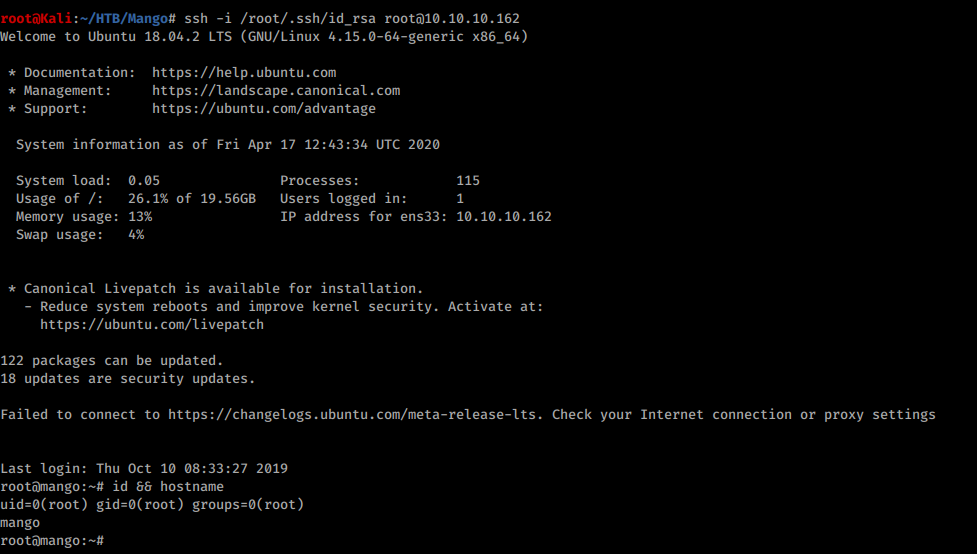 root@Kali:~/HTB/Mango# ssh -i /root/.ssh/id_rsa root@10.10.10.162
Welcome to Ubuntu 18.04.2 LTS (GNU/Linux 4.15.0-64-generic x86_64)
* Documentation:  https://help.ubuntu.com
* Management:     https://landscape.canonical.com
* Support:        https://ubuntu.com/advantage
System information as of Fri Apr 17 12:43:34 UTC 2020
System load:  0.05               Processes:             115
Usage of /:   26.1% of 19.56GB   Users logged in:       1
Memory usage: 13%                IP address for ens33: 10.10.10.162
Swap usage:   4%
* Canonical Livepatch is available for installation.
- Reduce system reboots and improve kernel security. Activate at:
https://ubuntu.com/livepatch
122 packages can be updated.
18 updates are security updates.
Failed to connect to https://changelogs.ubuntu.com/meta-release-lts. Check your Internet connection or proxy settings
Last login: Thu Oct 10 08:33:27 2019
root@mango:~# id && hostname
uid=0(root) gid=0(root) groups=0(root)
mango
root@mango:~#